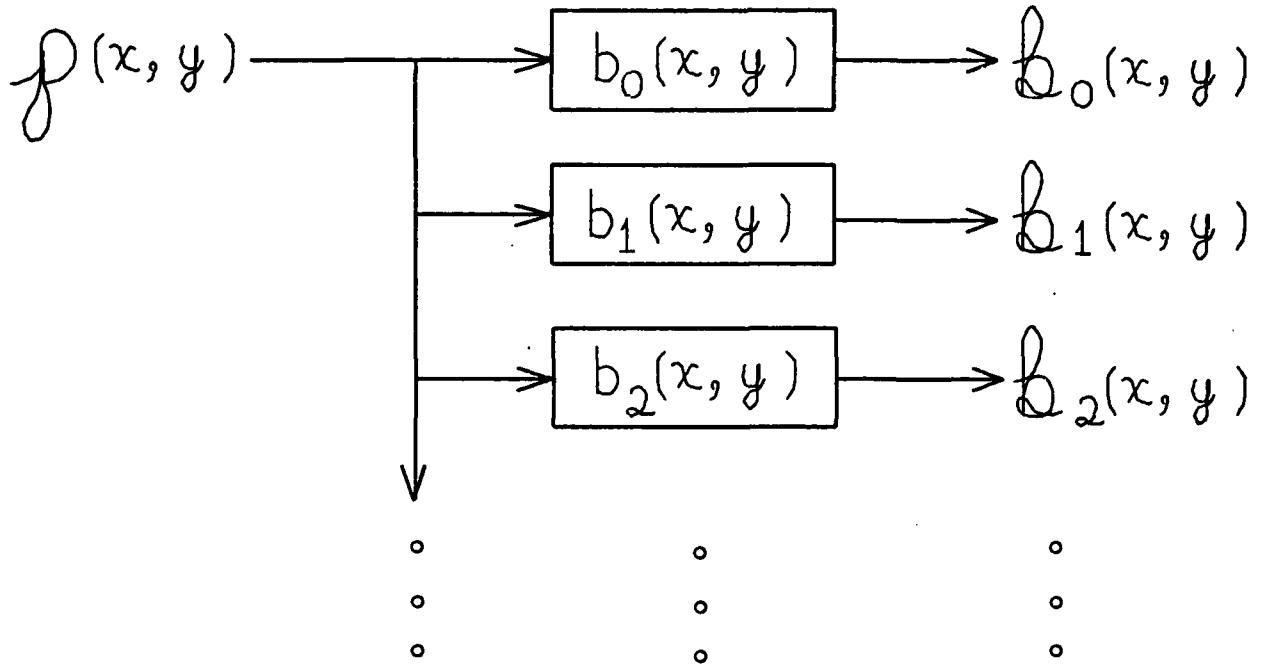 p(x, y) b₀(x, y) b₀(x, y)
b₁(x, y) b₁(x, y)
b₂(x, y) b₂(x, y)